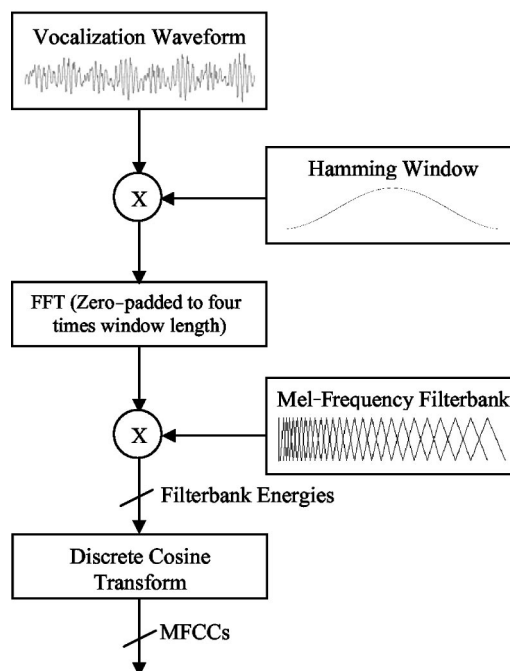 Vocalization Waveform
X
Hamming Window
FFT (Zero-padded to four
times window length)
X
Mel-Frequency Filterbank
Filterbank Energies
Discrete Cosine
Transform
MFCCs